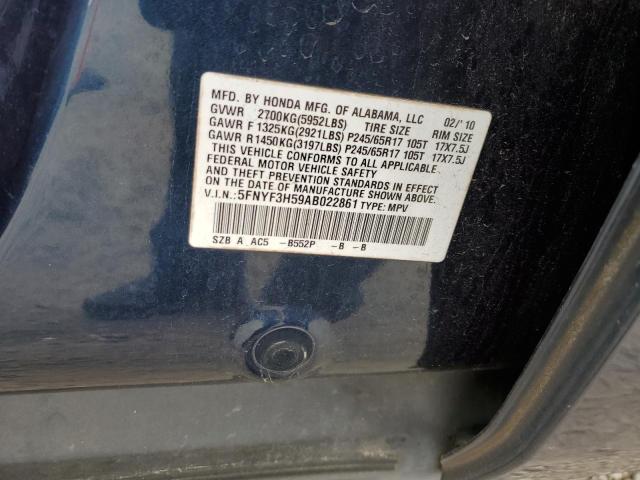 MFD. BY HONDA MFG. OF ALABAMA, LLC 02/'10
GVWR 2700KG(5952LBS) TIRE SIZE RIM SIZE
GAWR F 1325KG(2921LBS) P245/65R17 105T 17X7.5J
GAWR R1450KG(3197LBS) P245/65R17 105T 17X7.5J
THIS VEHICLE CONFORMS TO ALL APPLICABLE
FEDERAL MOTOR VEHICLE SAFETY
AND THEFT PREVENTION STANDARDS IN EFFECT
ON THE DATE OF MANUFACTURE SHOWN ABOVE.
V.I.N.:5FNYF3H59AB022861 TYPE: MPV
SZB A AC5 -B552P -B -B